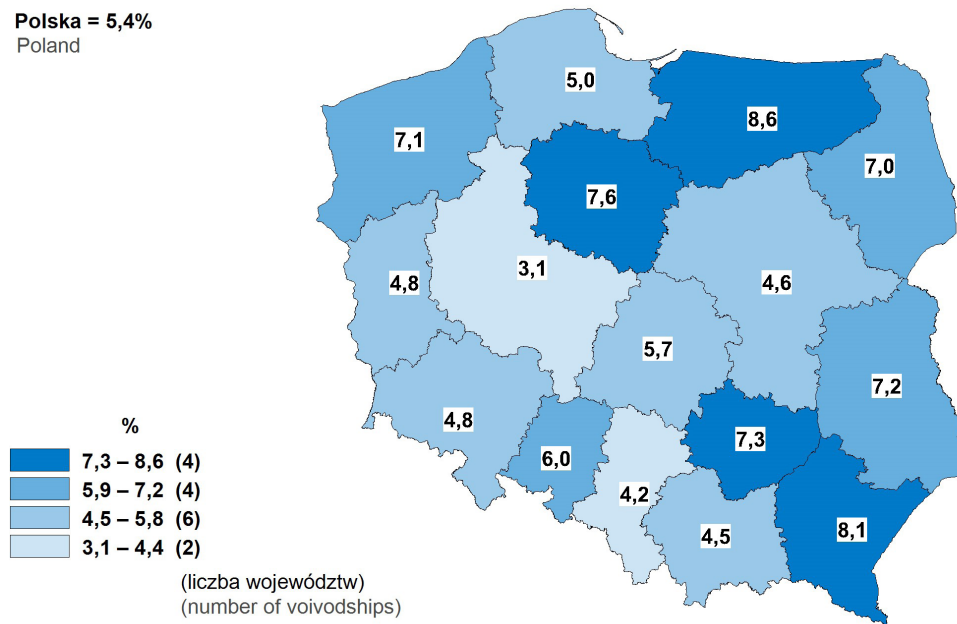 Polska = 5,4%
Poland
5,0
8,6
7,1
7,0
7,6
3,1
4,8
4,6
5,7
7,2
4,8
7,3
6,0
4,2
4,5
8,1
%
7,3 – 8,6 (4)
5,9 – 7,2 (4)
4,5 – 5,8 (6)
3,1 – 4,4 (2)
(liczba województw)
(number of voivodships)